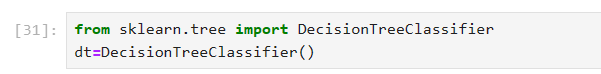 [31]: from sklearn.tree import DecisionTreeClassifier
dt=DecisionTreeClassifier()